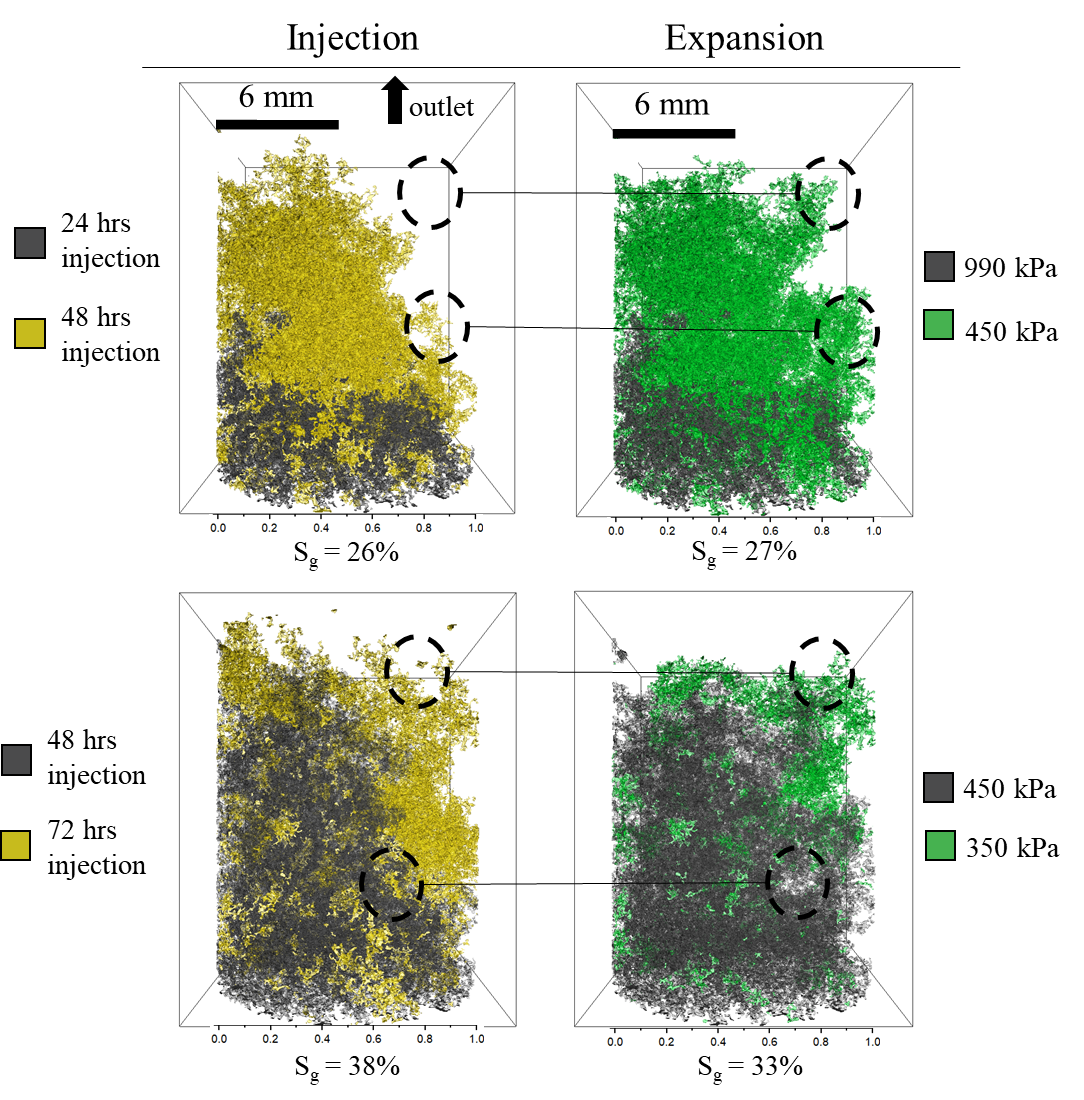 Injection
Expansion
6 mm
outlet
6 mm
24 hrs
injection
48 hrs
injection
990 kPa
450 kPa
0.0 0.2 0.4 0.6 0.8 1.0
0.0 0.2 0.4 0.6 0.8 1.0
Sg = 26%
Sg = 27%
48 hrs
injection
72 hrs
injection
450 kPa
350 kPa
0.0 0.2 0.4 0.6 0.8 1.0
0.0 0.2 0.4 0.6 0.8 1.0
Sg = 38%
Sg = 33%